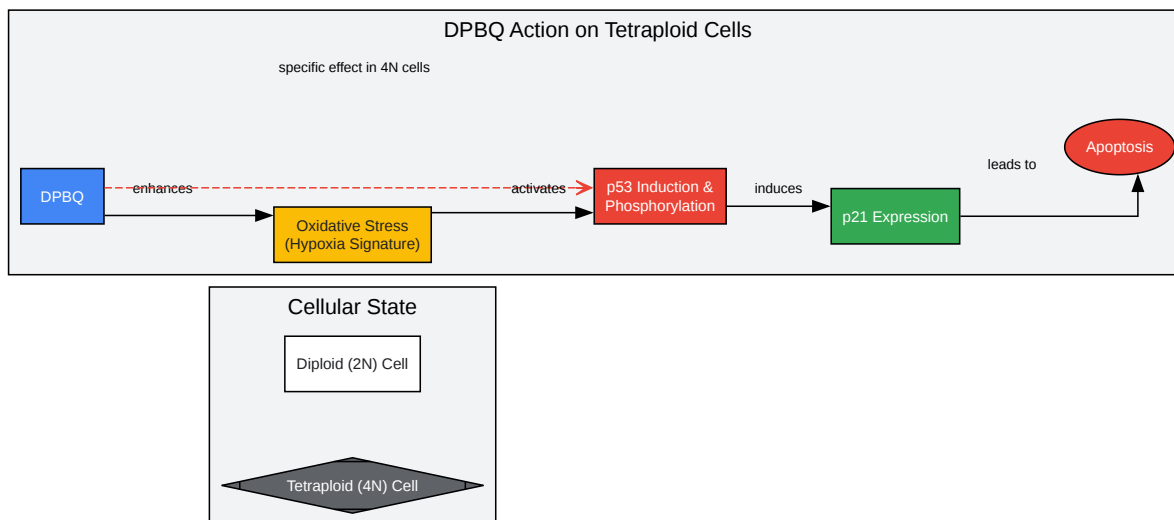 DPBQ Action on Tetraploid Cells
specific effect in 4N cells
DPBQ
enhances
Oxidative Stress
(Hypoxia Signature)
activates
p53 Induction &
Phosphorylation
induces
p21 Expression
leads to
Apoptosis
Cellular State
Diploid (2N) Cell
Tetraploid (4N) Cell